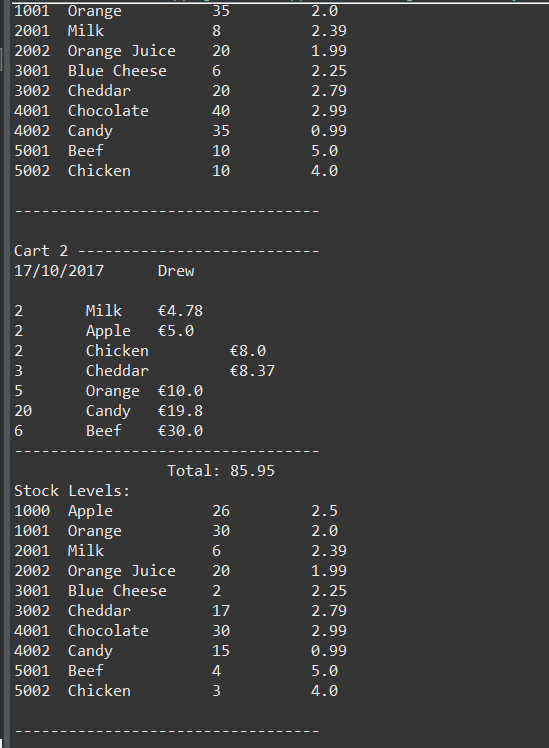 1001  Orange          35         2.0
2001  Milk            8          2.39
2002  Orange Juice    20         1.99
3001  Blue Cheese     6          2.25
3002  Cheddar         20         2.79
4001  Chocolate       40         2.99
4002  Candy           35         0.99
5001  Beef            10         5.0
5002  Chicken         10         4.0
----------------------------------
Cart 2 ---------------------------
17/10/2017      Drew
2       Milk    €4.78
2       Apple   €5.0
2       Chicken         €8.0
3       Cheddar         €8.37
5       Orange  €10.0
20      Candy   €19.8
6       Beef    €30.0
----------------------------------
                 Total: 85.95
Stock Levels:
1000  Apple           26         2.5
1001  Orange          30         2.0
2001  Milk            6          2.39
2002  Orange Juice    20         1.99
3001  Blue Cheese     2          2.25
3002  Cheddar         17         2.79
4001  Chocolate       30         2.99
4002  Candy           15         0.99
5001  Beef            4          5.0
5002  Chicken         3          4.0
----------------------------------